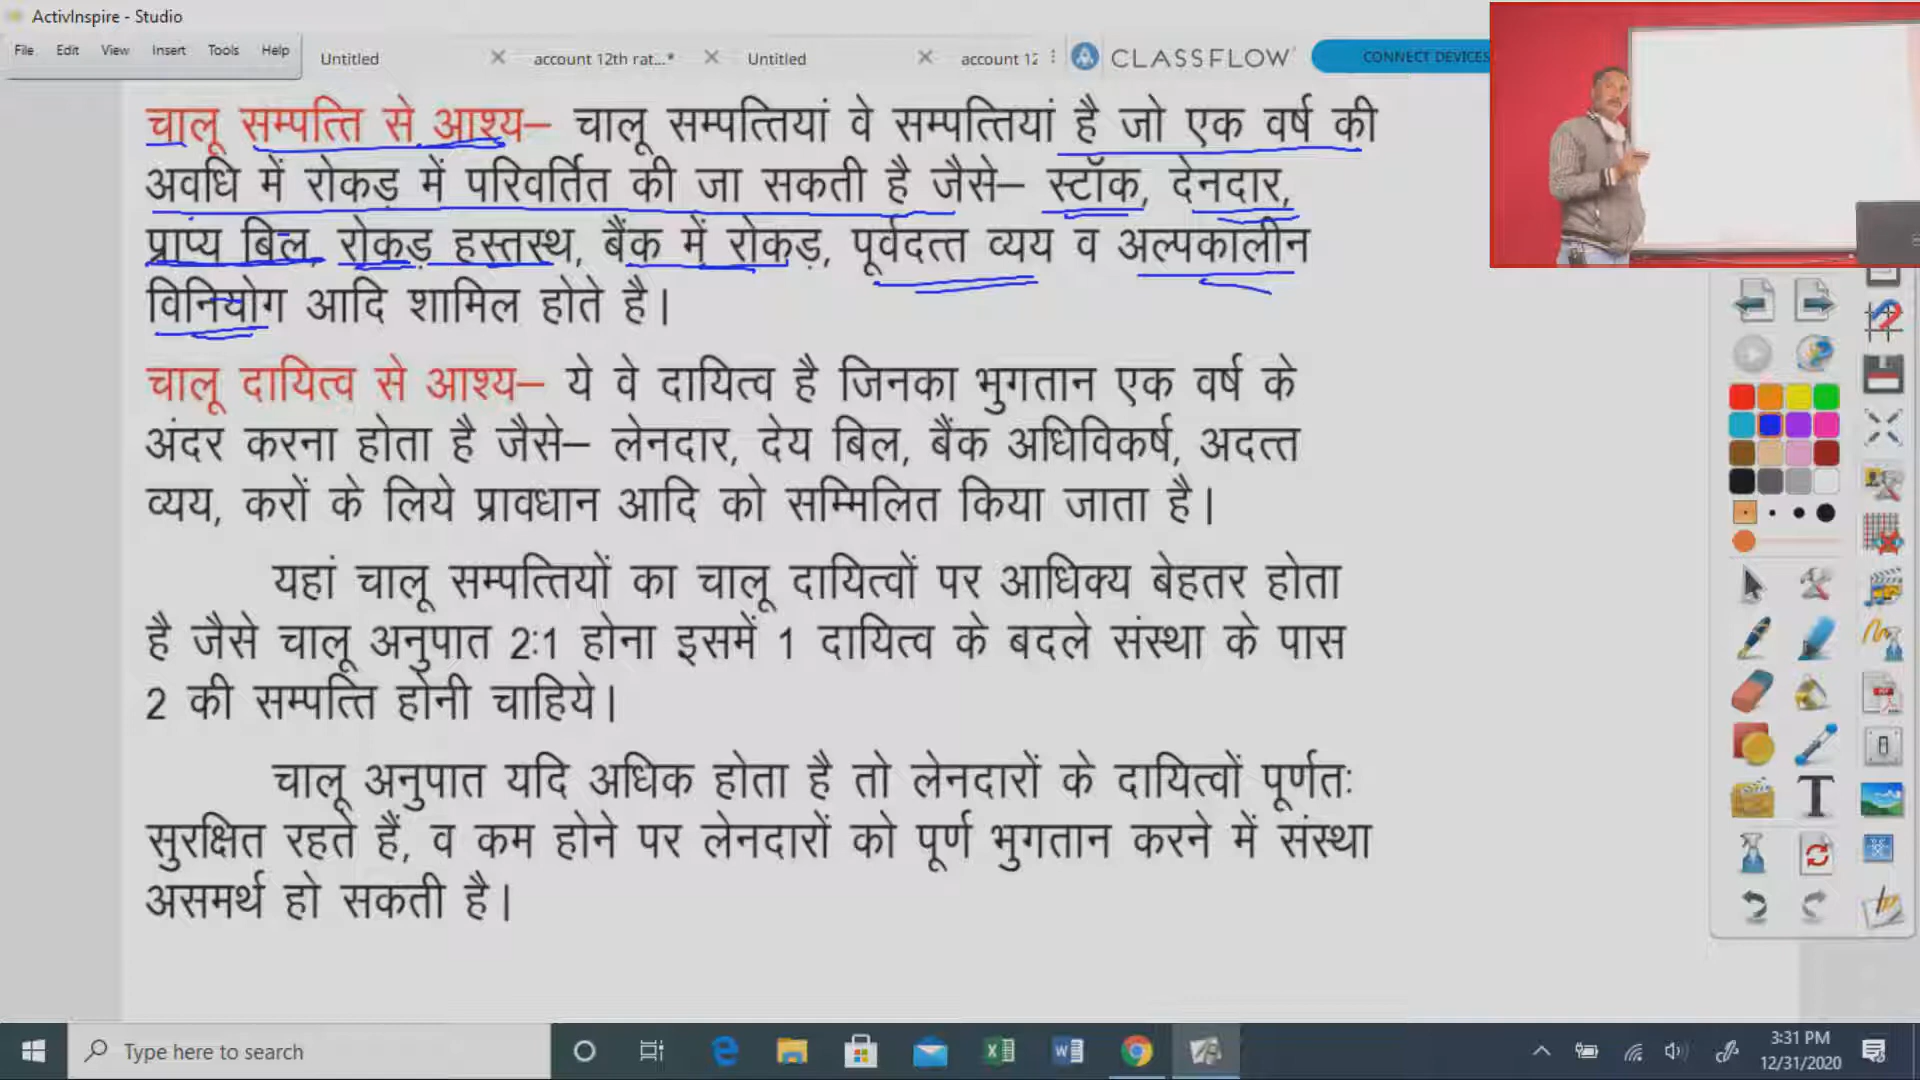 ActivInspire - Studio
File Edit View Insert Tools Help
Untitled account 12th rat...* Untitled account 12 CLASSFLOW CONNECT DEVICES
चालू सम्पत्ति से आश्य– चालू सम्पत्तियां वे सम्पत्तियां है जो एक वर्ष की
अवधि में रोकड़ में परिवर्तित की जा सकती है जैसे– स्टॉक, देनदार,
प्राप्य बिल, रोकड़ हस्तस्थ, बैंक में रोकड़, पूर्वदत्त व्यय व अल्पकालीन
विनियोग आदि शामिल होते है।
चालू दायित्व से आश्य– ये वे दायित्व है जिनका भुगतान एक वर्ष के
अंदर करना होता है जैसे– लेनदार, देय बिल, बैंक अधिविकर्ष, अदत्त
व्यय, करों के लिये प्रावधान आदि को सम्मिलित किया जाता है।
यहां चालू सम्पत्तियों का चालू दायित्वों पर आधिक्य बेहतर होता
है जैसे चालू अनुपात 2:1 होना इसमें 1 दायित्व के बदले संस्था के पास
2 की सम्पत्ति होनी चाहिये।
चालू अनुपात यदि अधिक होता है तो लेनदारों के दायित्वों पूर्णतः
सुरक्षित रहते हैं, व कम होने पर लेनदारों को पूर्ण भुगतान करने में संस्था
असमर्थ हो सकती है।
Type here to search
3:31 PM
12/31/2020